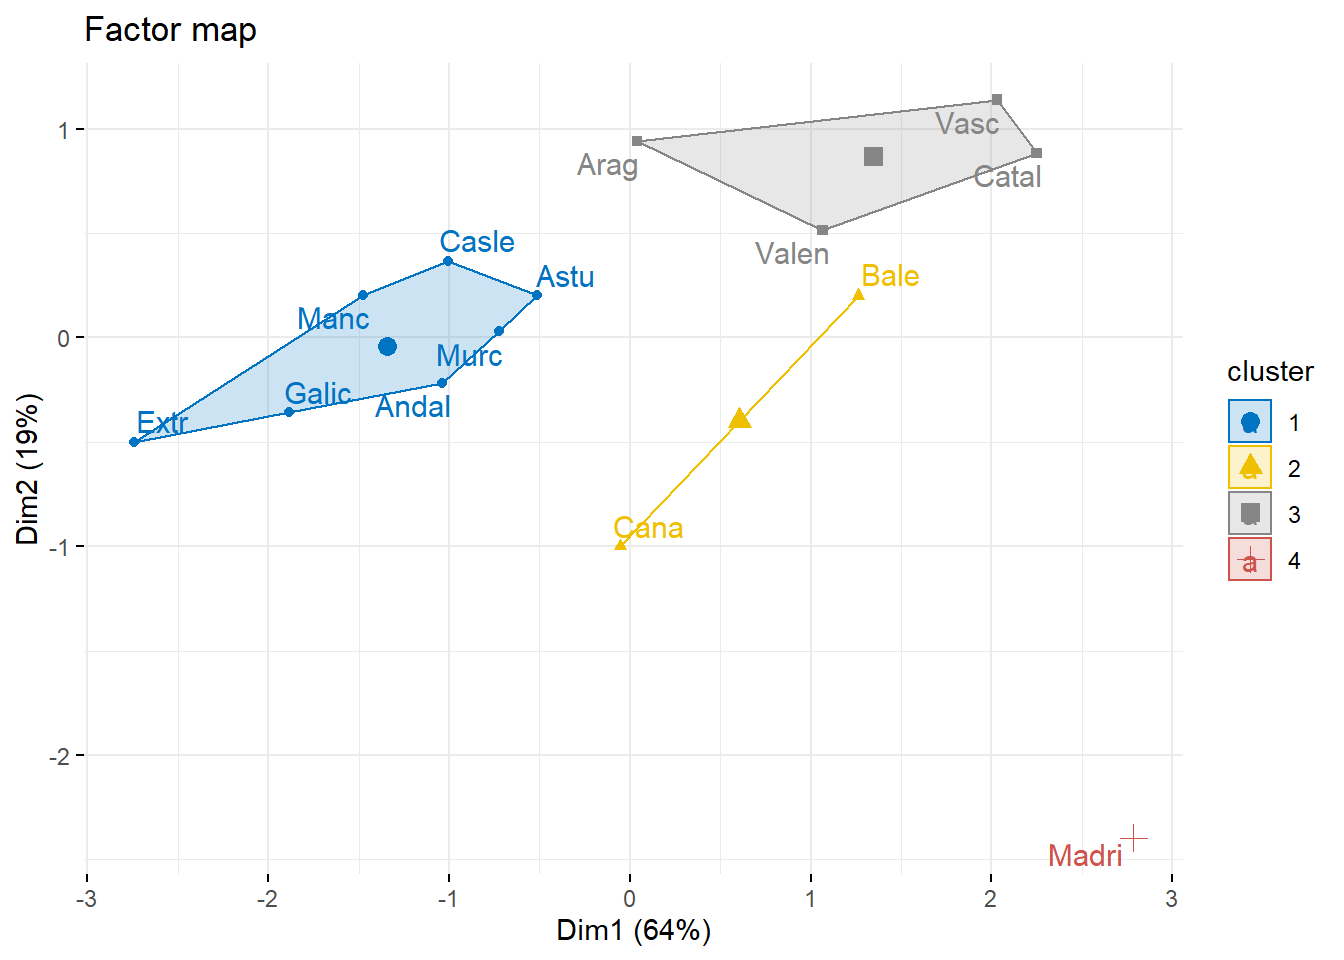 Factor map
1
0
-1
-2
Dim2 (19%)
Vasc
Arag
Catal
Valen
Casle
Astu
Bale
Manc
Murc
Galic
Andal
Extr
Cana
Madri
-3
-2
-1
0
1
2
3
Dim1 (64%)
cluster
a 1
a 2
a 3
a 4